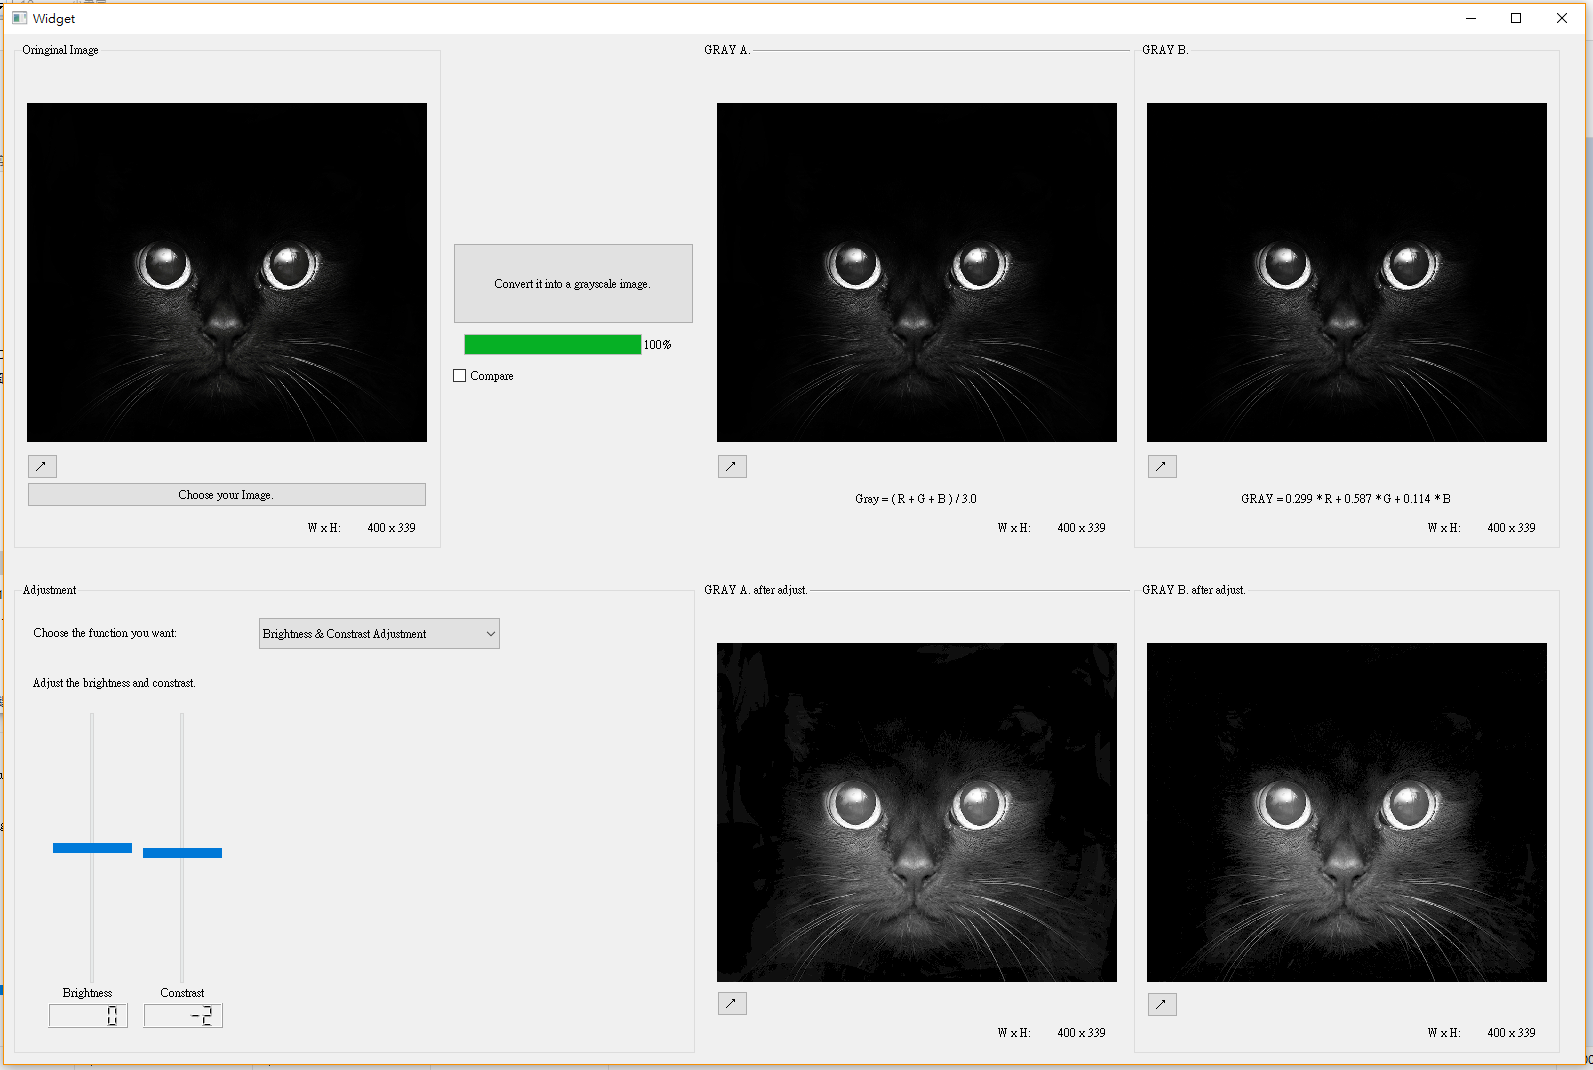 Widget
Oringinal Image
GRAY A.
GRAY B.
Convert it into a grayscale image.
100%
Compare
Choose your Image.
Gray = ( R + G + B ) / 3.0
GRAY = 0.299 * R + 0.587 * G + 0.114 * B
W x H: 400 x 339
W x H: 400 x 339
W x H: 400 x 339
Adjustment
GRAY A. after adjust.
GRAY B. after adjust.
Choose the function you want:
Brightness & Constrast Adjustment
Adjust the brightness and constrast.
Brightness
Constrast
0
-2
W x H: 400 x 339
W x H: 400 x 339